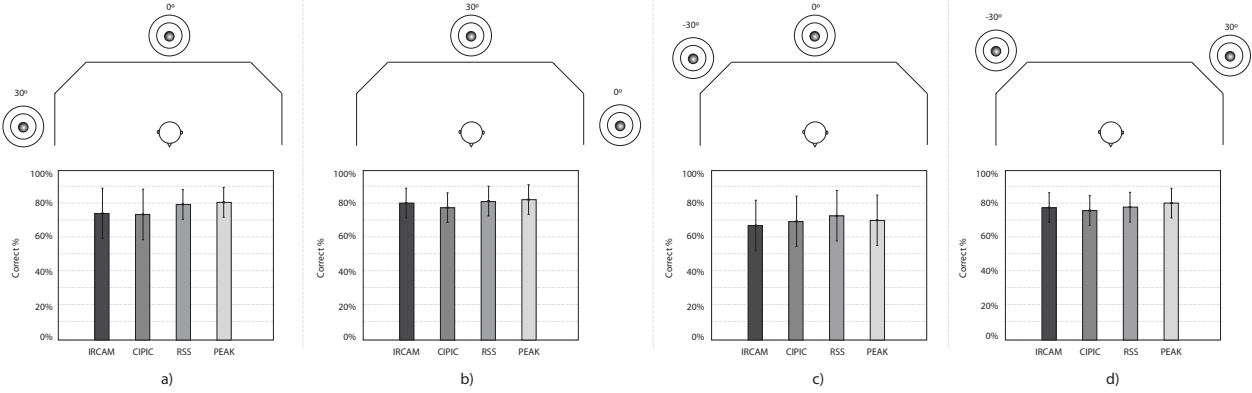 0º
30º
30º
0º
-30º
0º
-30º
30º
100%
80%
60%
40%
20%
0%
Correct %
IRCAM CIPIC RSS PEAK
a)
100%
80%
60%
40%
20%
0%
Correct %
IRCAM CIPIC RSS PEAK
b)
100%
80%
60%
40%
20%
0%
Correct %
IRCAM CIPIC RSS PEAK
c)
100%
80%
60%
40%
20%
0%
Correct %
IRCAM CIPIC RSS PEAK
d)